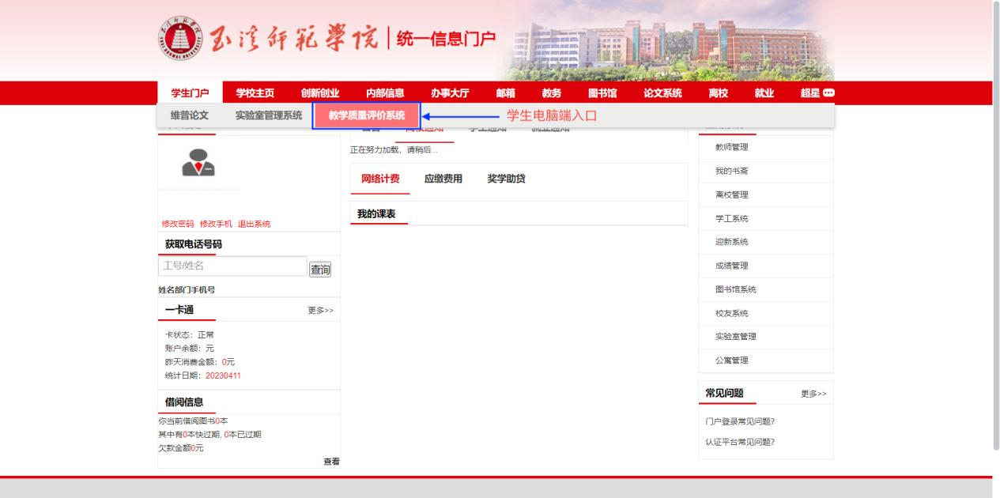 玉溪师范学院 统一信息门户
学生门户 学校主页 创新创业 内部信息 办事大厅 邮箱 教务 图书馆 论文系统 离校 就业 超星
维普论文 实验室管理系统 教学质量评价系统 学生电脑端入口
正在努力加载，请稍后...
网络计费 应缴费用 奖学助贷
我的课表
修改密码 修改手机 退出系统
获取电话号码
工号/姓名 查询
姓名部门手机号
一卡通 更多>>
卡状态：正常
账户余额：元
昨天消费金额：0元
统计日期：20230411
借阅信息
你当前借阅图书0本
其中有0本快过期, 0本已过期
欠款金额0元
查看
教师管理
我的书斋
离校管理
学工系统
迎新系统
成绩管理
图书馆系统
校友系统
实验室管理
公寓管理
常见问题 更多>>
门户登录常见问题?
认证平台常见问题?